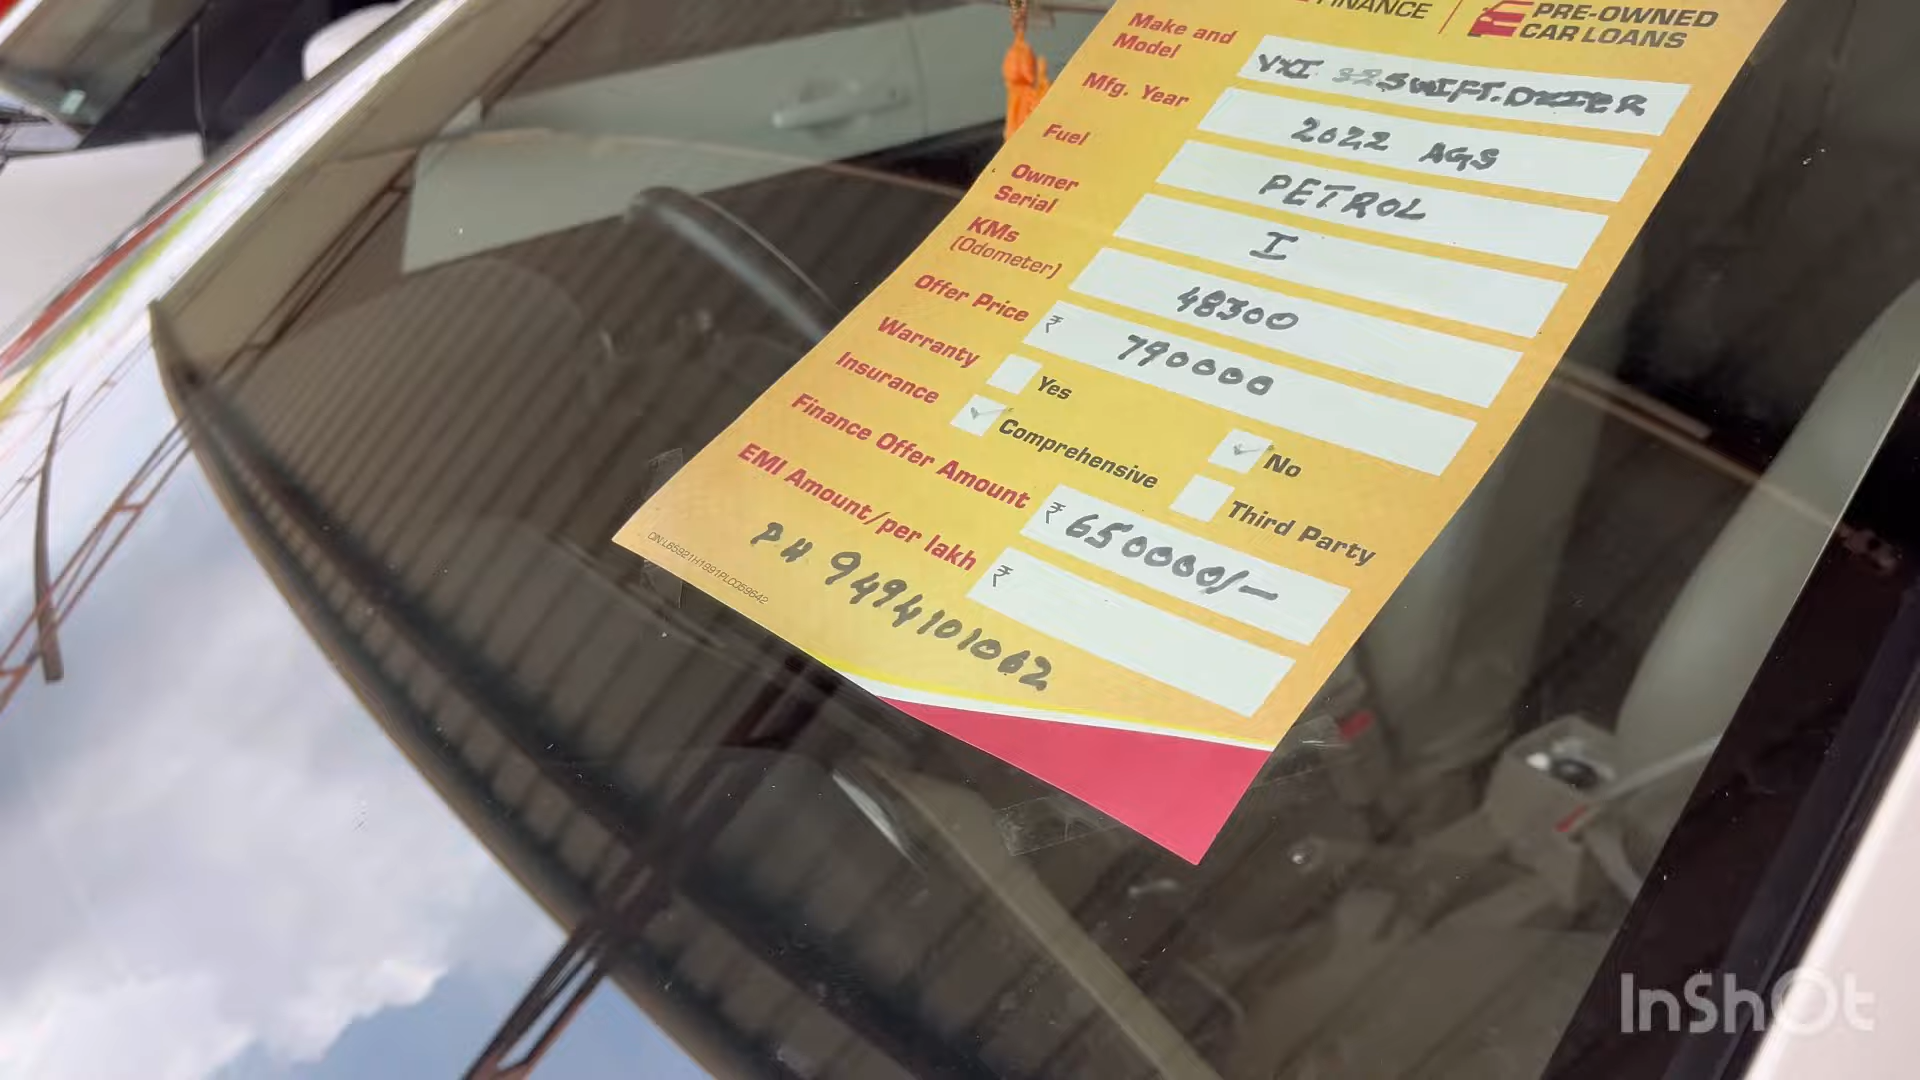 FINANCE | PRE-OWNED CAR LOANS
Make and Model VXI SWIFT.DZIER
Mfg. Year 2022 AGS
Fuel PETROL
Owner Serial I
KMs (Odometer) 48300
Offer Price ₹ 790000
Warranty Yes ✓ No
Insurance ✓ Comprehensive Third Party
Finance Offer Amount ₹ 650000/-
EMI Amount/per lakh ₹
PH 9494101062
CIN L65921H1991PLC059642
InShOt